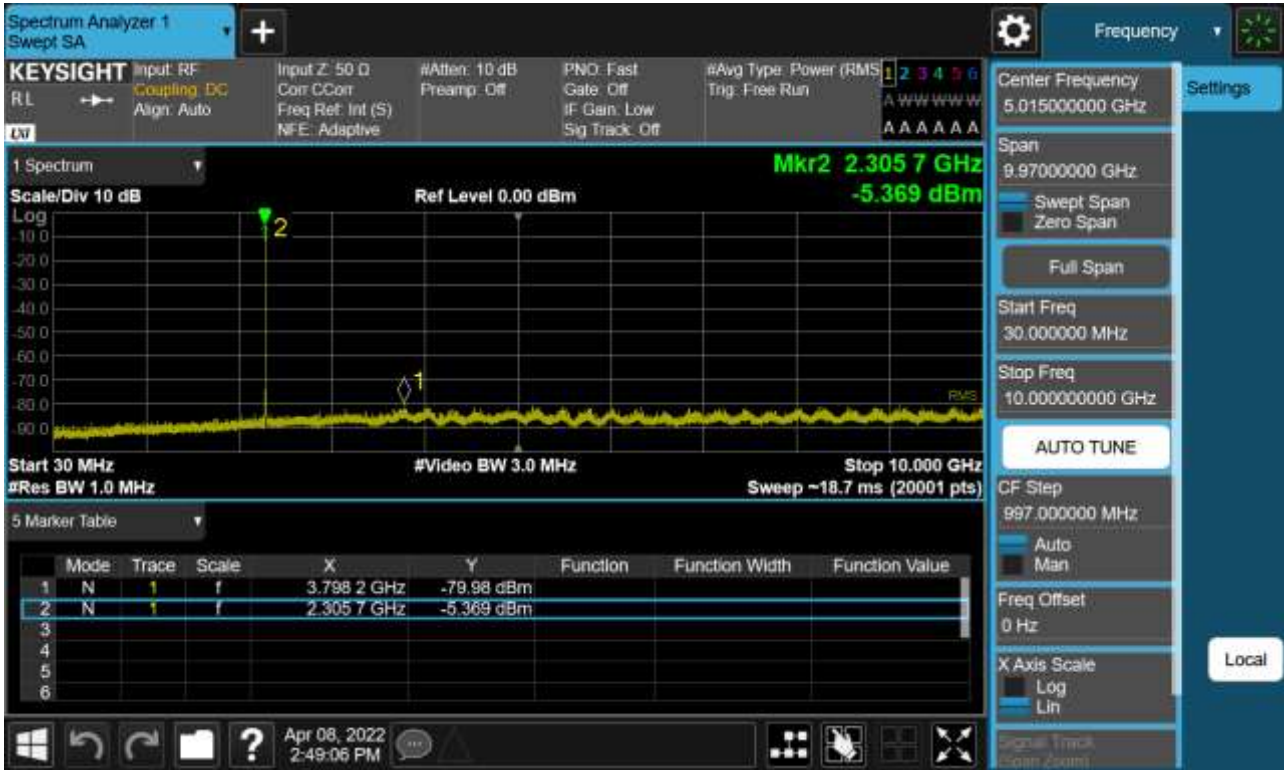 Spectrum Analyzer 1
Swept SA
+
Frequency
KEYSIGHT
RL
LXI
Input: RF
Coupling: DC
Align: Auto
Input Z: 50 Ω
Corr CCorr
Freq Ref: Int (S)
NFE: Adaptive
#Atten: 10 dB
Preamp: Off
PNO: Fast
Gate: Off
IF Gain: Low
Sig Track: Off
#Avg Type: Power (RMS
Trig: Free Run
1 2 3 4 5 6
A W W W W W
A A A A A A
1 Spectrum
Mkr2 2.305 7 GHz
Scale/Div 10 dB
Ref Level 0.00 dBm
-5.369 dBm
Log
2
-10.0
-20.0
-30.0
-40.0
-50.0
-60.0
-70.0
1
-80.0
RMS
-90.0
Start 30 MHz
#Video BW 3.0 MHz
Stop 10.000 GHz
#Res BW 1.0 MHz
Sweep ~18.7 ms (20001 pts)
5 Marker Table
Mode Trace Scale X Y Function Function Width Function Value
1 N 1 f 3.798 2 GHz -79.98 dBm
2 N 1 f 2.305 7 GHz -5.369 dBm
3
4
5
6
Apr 08, 2022
2:49:06 PM
Center Frequency
5.015000000 GHz
Span
9.97000000 GHz
Swept Span
Zero Span
Full Span
Start Freq
30.000000 MHz
Stop Freq
10.000000000 GHz
AUTO TUNE
CF Step
997.000000 MHz
Auto
Man
Freq Offset
0 Hz
X Axis Scale
Log
Lin
Signal Track
(Span Zoom)
Settings
Local